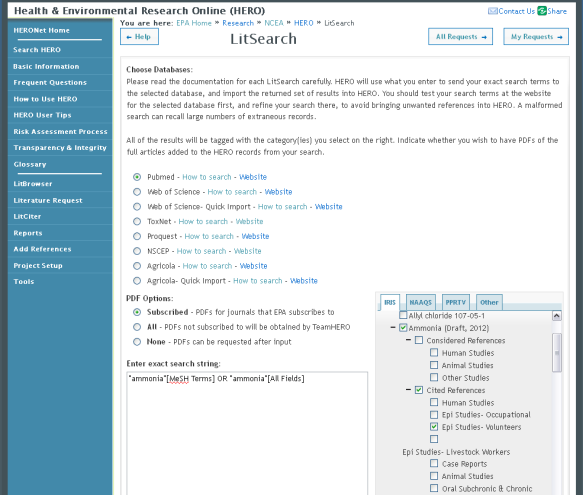 Health & Environmental Research Online (HERO)
Contact Us Share
You are here: EPA Home » Research » NCEA » HERO » LitSearch
← Help
LitSearch
All Requests →
My Requests →
HERONet Home
Search HERO
Basic Information
Frequent Questions
How to Use HERO
HERO User Tips
Risk Assessment Process
Transparency & Integrity
Glossary
LitBrowser
Literature Request
LitCiter
Reports
Add References
Project Setup
Tools
Choose Databases:
Please read the documentation for each LitSearch carefully. HERO will use what you enter to send your exact search terms to
the selected database, and import the returned set of results into HERO. You should test your search terms at the website
for the selected database first, and refine your search there, to avoid bringing unwanted references into HERO. A malformed
search can recall large numbers of extraneous records.
All of the results will be tagged with the category(ies) you select on the right. Indicate whether you wish to have PDFs of the
full articles added to the HERO records from your search.
Pubmed - How to search - Website
Web of Science - How to search - Website
Web of Science- Quick Import - How to search - Website
ToxNet - How to search - Website
Proquest - How to search - Website
NSCEP - How to search - Website
Agricola - How to search - Website
Agricola- Quick Import - How to search - Website
PDF Options:
Subscribed - PDFs for journals that EPA subscribes to
All - PDFs not subscribed to will be obtained by TeamHERO
None - PDFs can be requested after input
Enter exact search string:
"ammonia"[MeSH Terms] OR "ammonia"[All Fields]
IRIS NAAQS PPRTV Other
Allyl chloride 107-05-1
Ammonia (Draft, 2012)
Considered References
Human Studies
Animal Studies
Other Studies
Cited References
Human Studies
Epi Studies- Occupational
Epi Studies- Volunteers
Epi Studies- Livestock Workers
Case Reports
Animal Studies
Oral Subchronic & Chronic